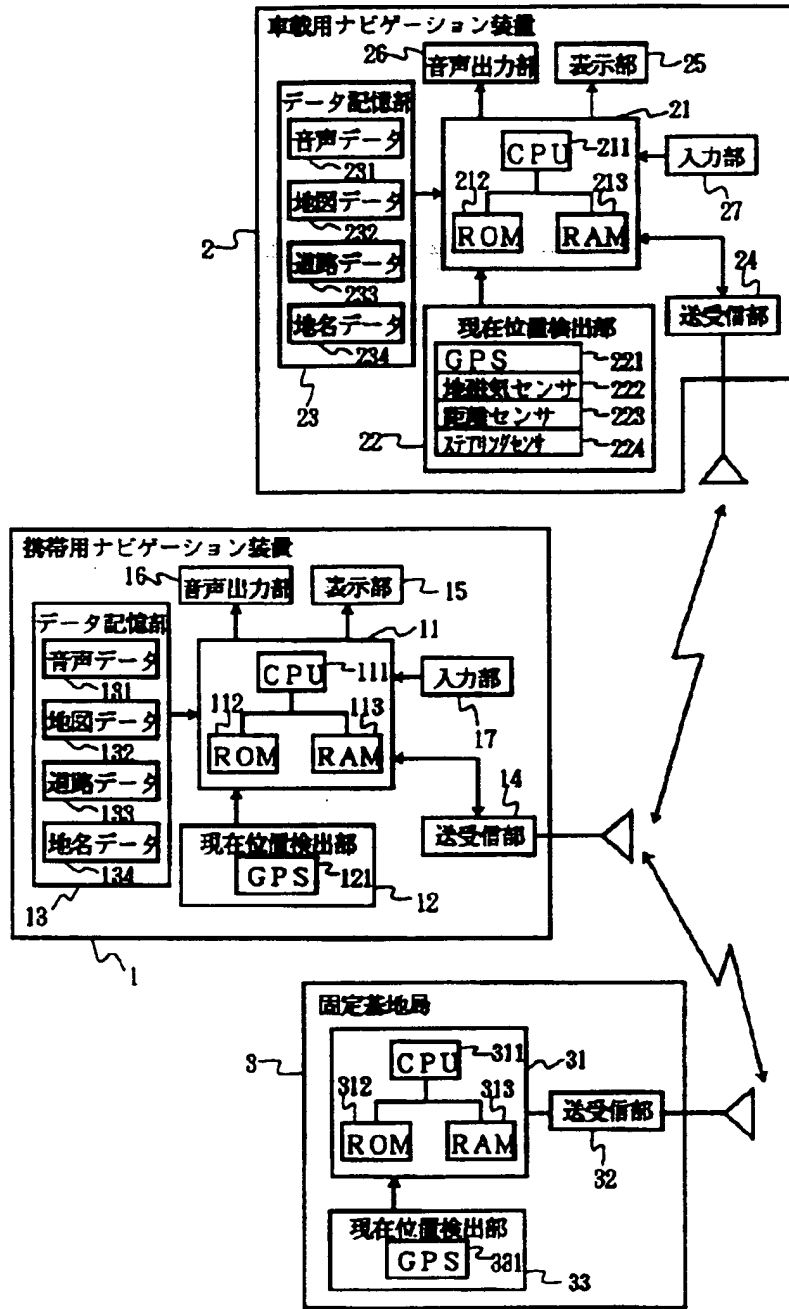 車載用ナビゲーション装置
26
音声出力部
表示部
25
データ記憶部
21
音声データ
231
CPU
211
入力部
27
地図データ
232
212
213
ROM
RAM
2
道路データ
233
24
地名データ
234
送受信部
23
現在位置検出部
GPS
221
地磁気センサ
222
距離センサ
223
22
ステアリングセンサ
224
携帯用ナビゲーション装置
16
音声出力部
表示部
15
データ記憶部
11
音声データ
131
CPU
111
入力部
17
地図データ
132
112
113
ROM
RAM
道路データ
133
14
地名データ
134
送受信部
現在位置検出部
GPS
121
13
12
1
固定基地局
3
CPU
311
31
312
313
ROM
RAM
送受信部
32
現在位置検出部
GPS
331
33